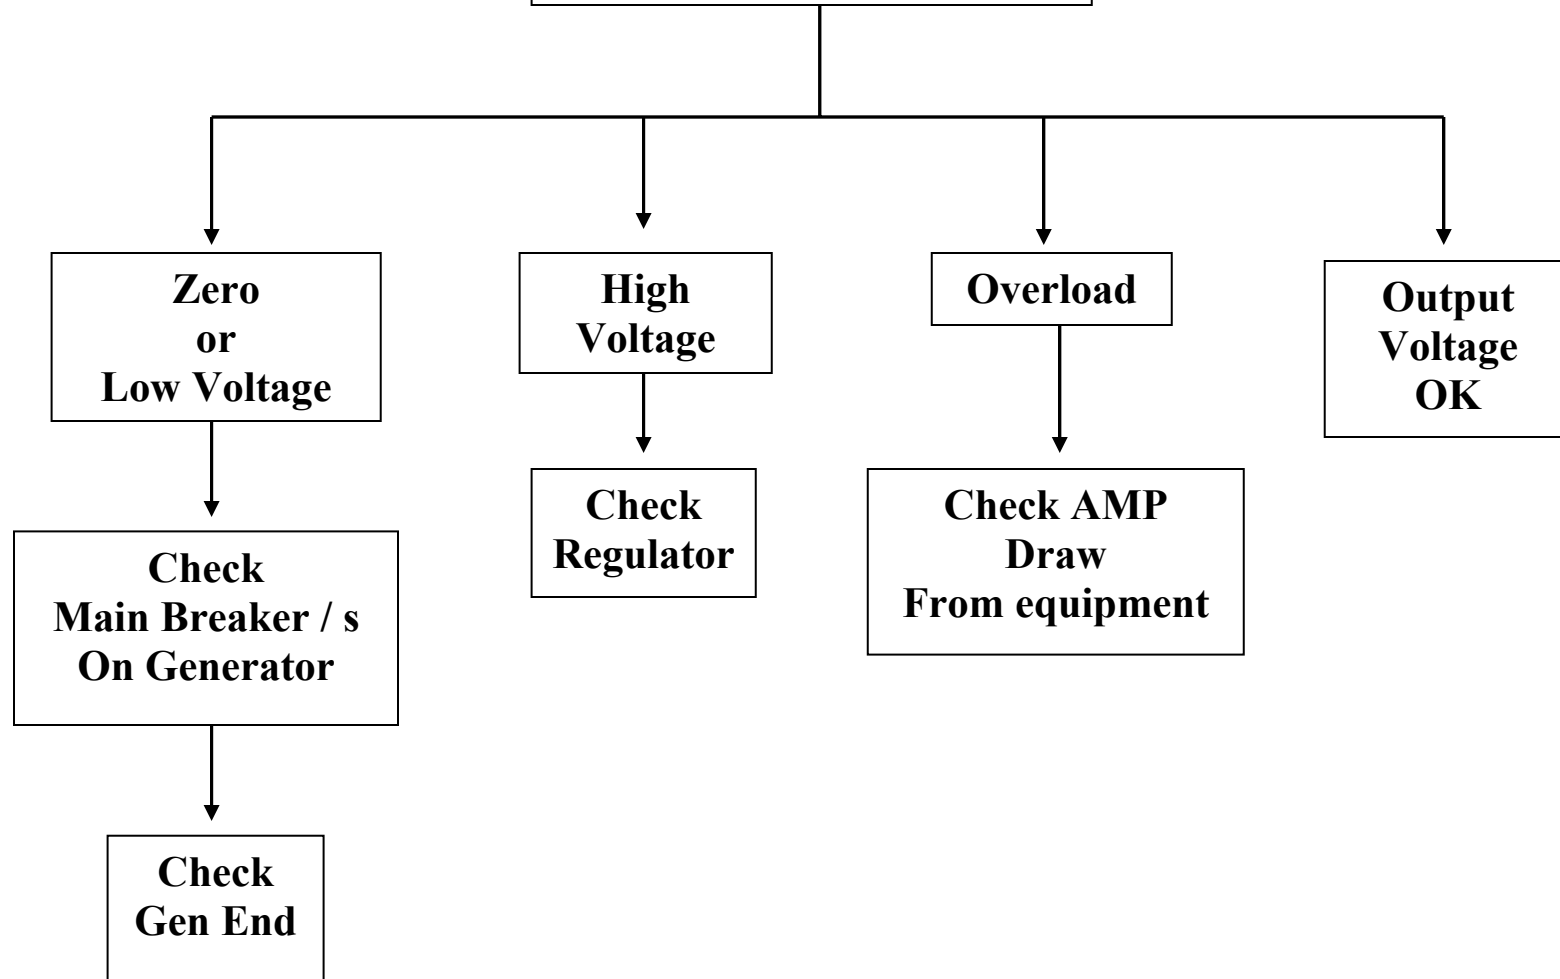 Zero
or
Low Voltage
High
Voltage
Overload
Output
Voltage
OK
Check
Regulator
Check AMP
Draw
From equipment
Check
Main Breaker / s
On Generator
Check
Gen End